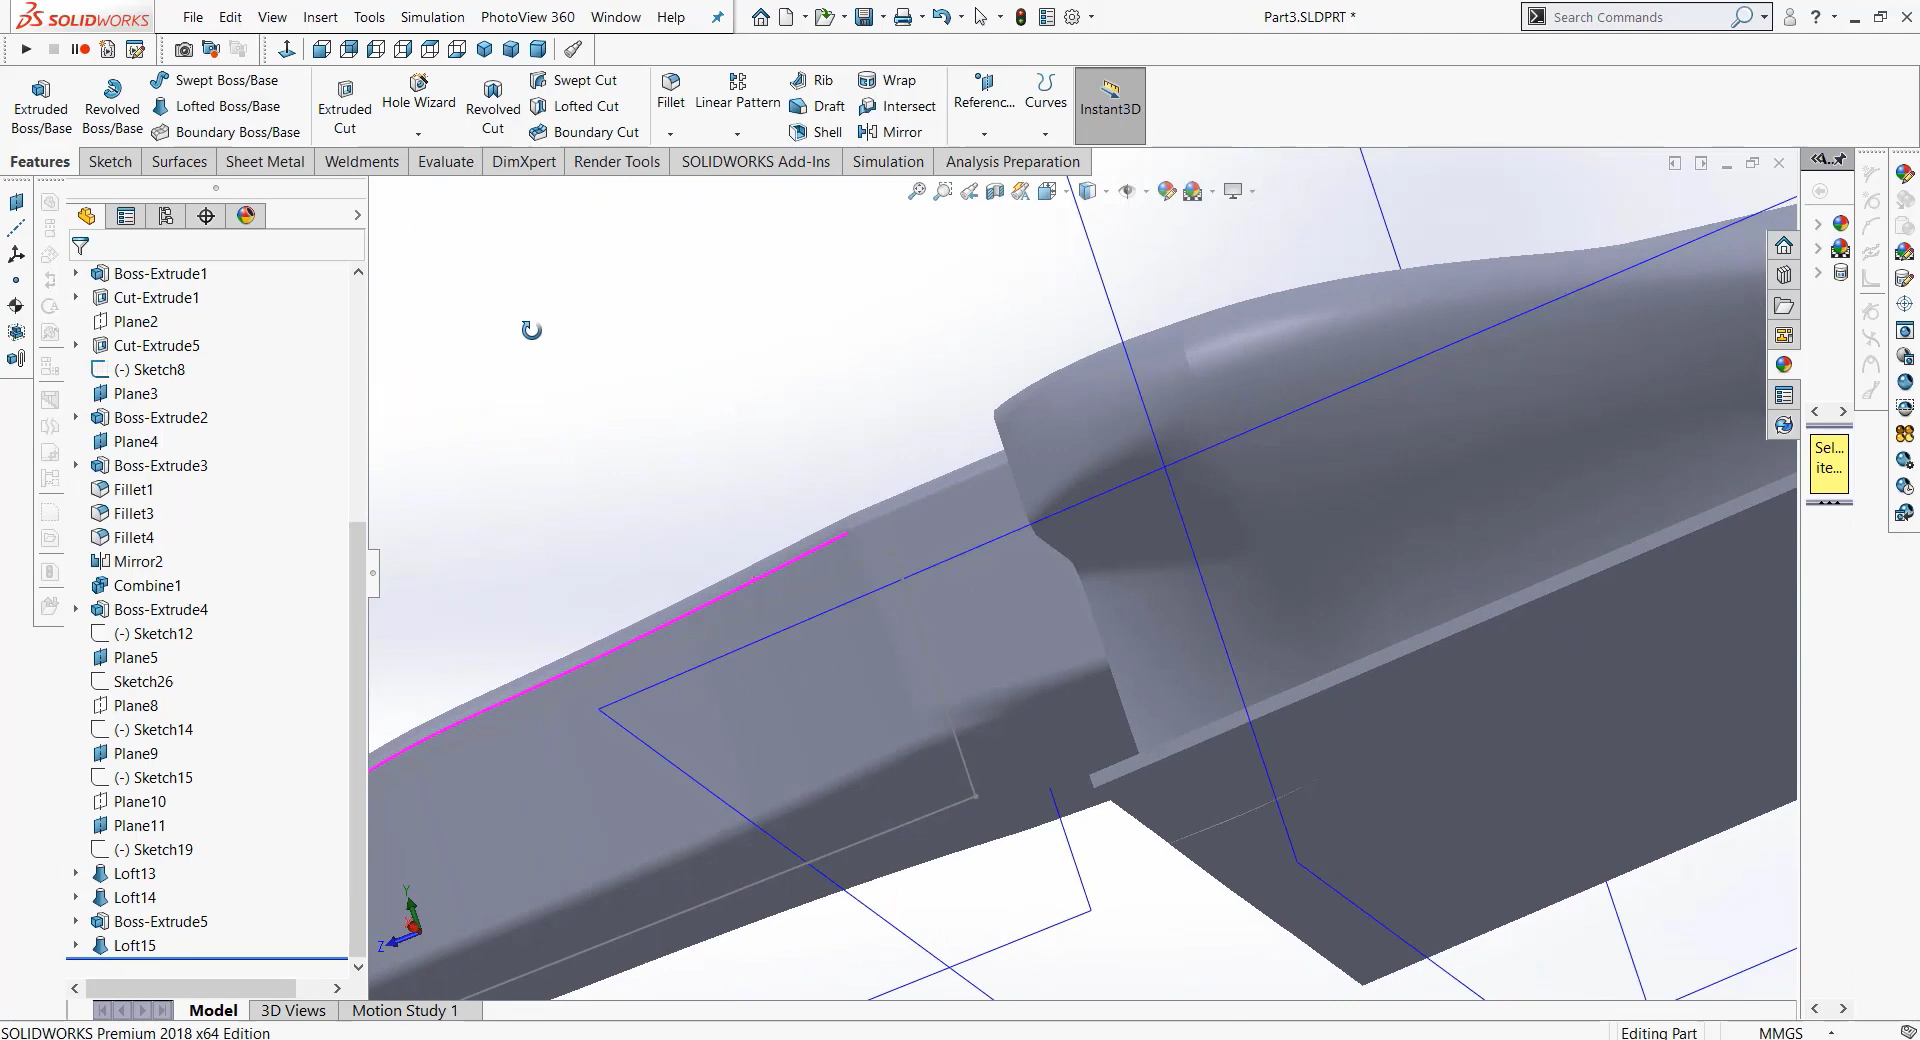 SOLIDWORKS File Edit View Insert Tools Simulation PhotoView 360 Window Help Part3.SLDPRT * Search Commands
Extruded Boss/Base
Revolved Boss/Base
Swept Boss/Base
Lofted Boss/Base
Boundary Boss/Base
Extruded Cut
Hole Wizard
Revolved Cut
Swept Cut
Lofted Cut
Boundary Cut
Fillet
Linear Pattern
Rib
Draft
Shell
Wrap
Intersect
Mirror
Referenc...
Curves
Instant3D
Features Sketch Surfaces Sheet Metal Weldments Evaluate DimXpert Render Tools SOLIDWORKS Add-Ins Simulation Analysis Preparation
Boss-Extrude1
Cut-Extrude1
Plane2
Cut-Extrude5
(-) Sketch8
Plane3
Boss-Extrude2
Plane4
Boss-Extrude3
Fillet1
Fillet3
Fillet4
Mirror2
Combine1
Boss-Extrude4
(-) Sketch12
Plane5
Sketch26
Plane8
(-) Sketch14
Plane9
(-) Sketch15
Plane10
Plane11
(-) Sketch19
Loft13
Loft14
Boss-Extrude5
Loft15
Sel...
ite...
Y
Z
Model 3D Views Motion Study 1
SOLIDWORKS Premium 2018 x64 Edition Editing Part MMGS